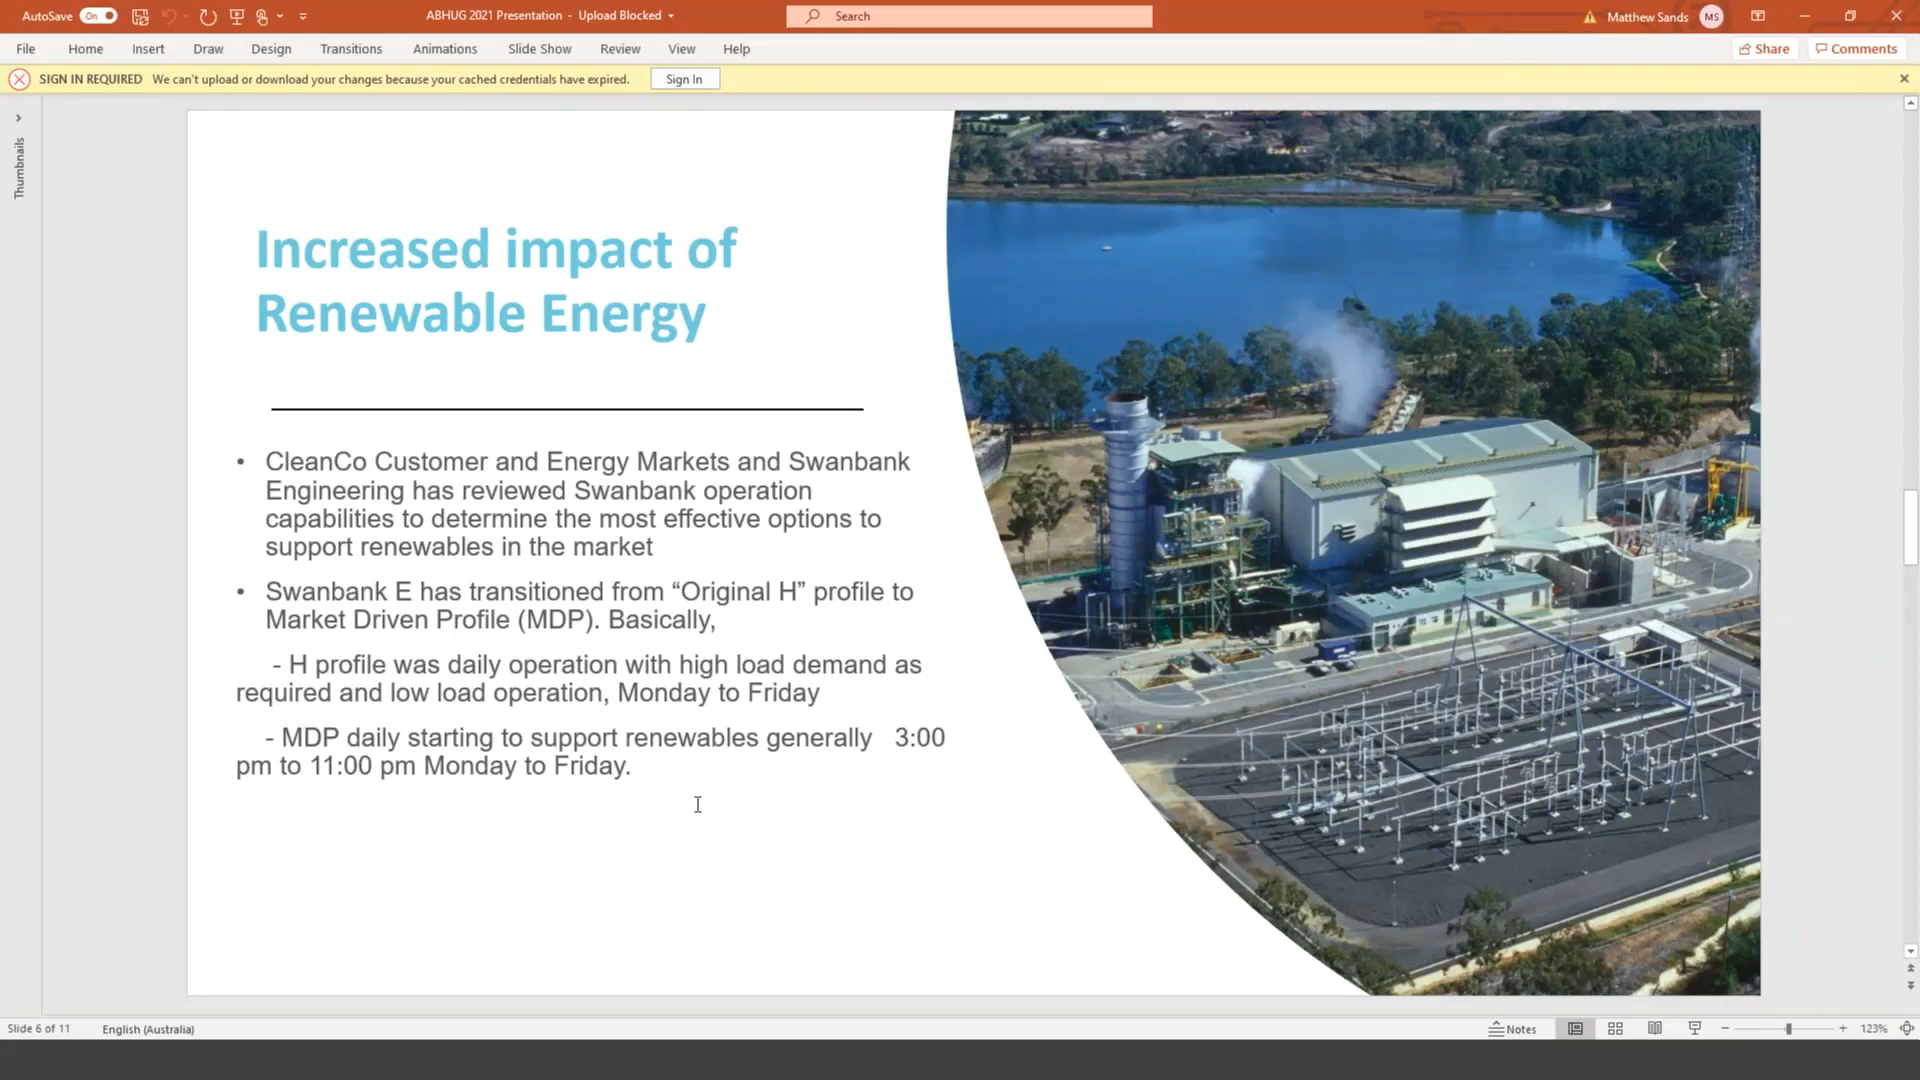 AutoSave On
ABHUG 2021 Presentation - Upload Blocked
Search
Matthew Sands MS
File Home Insert Draw Design Transitions Animations Slide Show Review View Help
Share Comments
SIGN IN REQUIRED We can't upload or download your changes because your cached credentials have expired. Sign In
Thumbnails
Increased impact of
Renewable Energy
• CleanCo Customer and Energy Markets and Swanbank
Engineering has reviewed Swanbank operation
capabilities to determine the most effective options to
support renewables in the market
• Swanbank E has transitioned from “Original H” profile to
Market Driven Profile (MDP). Basically,
- H profile was daily operation with high load demand as
required and low load operation, Monday to Friday
- MDP daily starting to support renewables generally 3:00
pm to 11:00 pm Monday to Friday.
Slide 6 of 11 English (Australia)
Notes 123%